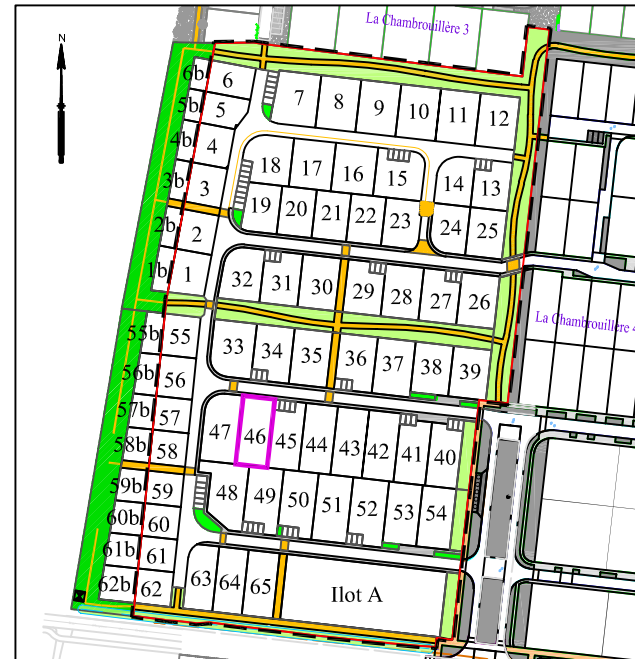 La Chambrouillère 3
N
6b 6
7 8 9 10 11 12
5b 5
4b 4
18 17 16 15 14 13
3b 3
19 20 21 22 23 24 25
2b 2
1b 1
32 31 30 29 28 27 26
La Chambrouillère 4
55b 55
33 34 35 36 37 38 39
56b 56
57b 57
47 46 45 44 43 42 41 40
58b 58
59b 59
48 49 50 51 52 53 54
60b 60
61b 61
62b 62
63 64 65
Ilot A